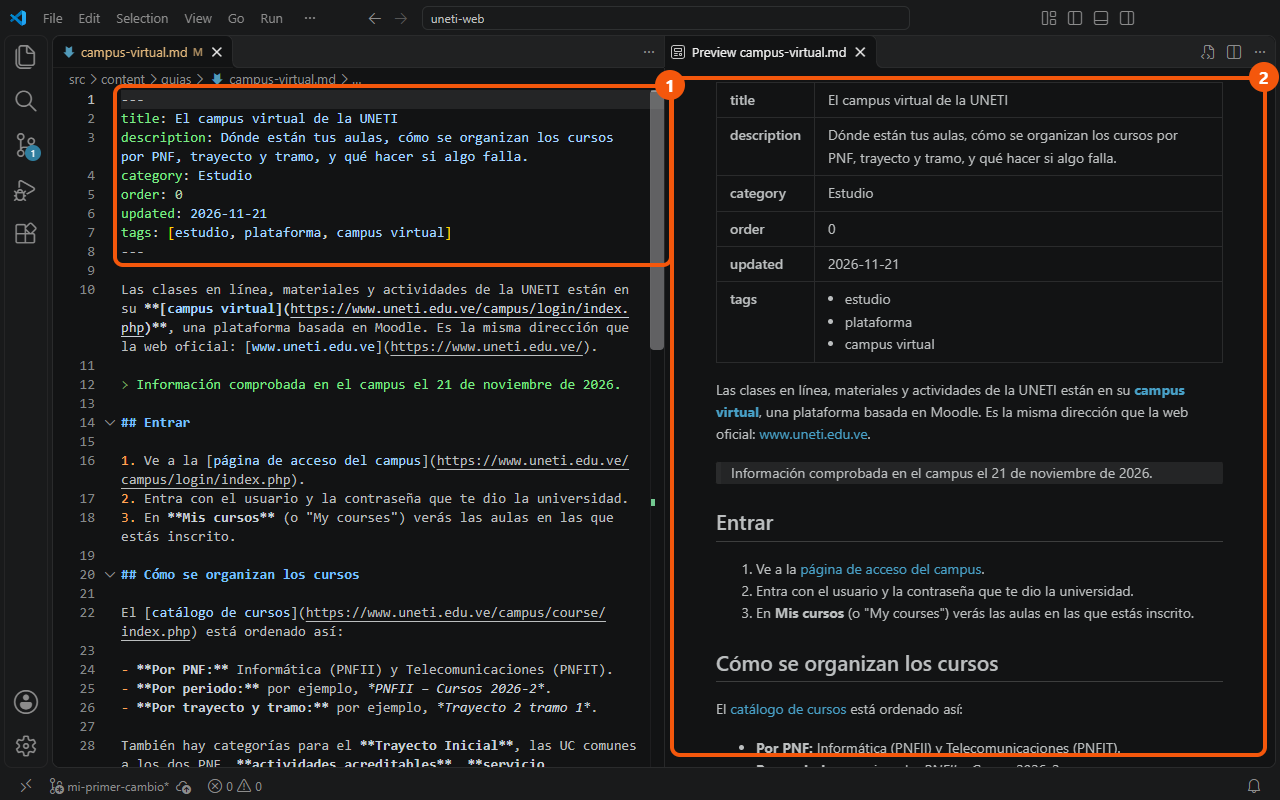 File Edit Selection View Go Run ··· uneti-web
campus-virtual.md M
src > content > guias > campus-virtual.md > ...
1 ---
2 title: El campus virtual de la UNETI
3 description: Dónde están tus aulas, cómo se organizan los cursos
por PNF, trayecto y tramo, y qué hacer si algo falla.
4 category: Estudio
5 order: 0
6 updated: 2026-11-21
7 tags: [estudio, plataforma, campus virtual]
8 ---
9
10 Las clases en línea, materiales y actividades de la UNETI están en
su **[campus virtual](https://www.uneti.edu.ve/campus/login/index.
php)**, una plataforma basada en Moodle. Es la misma dirección que
la web oficial: [www.uneti.edu.ve](https://www.uneti.edu.ve/).
11
12 > Información comprobada en el campus el 21 de noviembre de 2026.
13
14 ## Entrar
15
16 1. Ve a la [página de acceso del campus](https://www.uneti.edu.ve/
campus/login/index.php).
17 2. Entra con el usuario y la contraseña que te dio la universidad.
18 3. En **Mis cursos** (o "My courses") verás las aulas en las que
estás inscrito.
19
20 ## Cómo se organizan los cursos
21
22 El [catálogo de cursos](https://www.uneti.edu.ve/campus/course/
index.php) está ordenado así:
23
24 - **Por PNF:** Informática (PNFII) y Telecomunicaciones (PNFIT).
25 - **Por periodo:** por ejemplo, *PNFII – Cursos 2026-2*.
26 - **Por trayecto y tramo:** por ejemplo, *Trayecto 2 tramo 1*.
27
28 También hay categorías para el **Trayecto Inicial**, las UC comunes
a los dos PNF, **actividades acreditables**, **servicio
1
Preview campus-virtual.md
2
title El campus virtual de la UNETI
description Dónde están tus aulas, cómo se organizan los cursos por
PNF, trayecto y tramo, y qué hacer si algo falla.
category Estudio
order 0
updated 2026-11-21
tags • estudio
• plataforma
• campus virtual
Las clases en línea, materiales y actividades de la UNETI están en su campus
virtual, una plataforma basada en Moodle. Es la misma dirección que la web
oficial: www.uneti.edu.ve.
Información comprobada en el campus el 21 de noviembre de 2026.
Entrar
1. Ve a la página de acceso del campus.
2. Entra con el usuario y la contraseña que te dio la universidad.
3. En Mis cursos (o "My courses") verás las aulas en las que estás inscrito.
Cómo se organizan los cursos
El catálogo de cursos está ordenado así:
• Por PNF: Informática (PNFII) y Telecomunicaciones (PNFIT).
1
mi-primer-cambio* 0 0